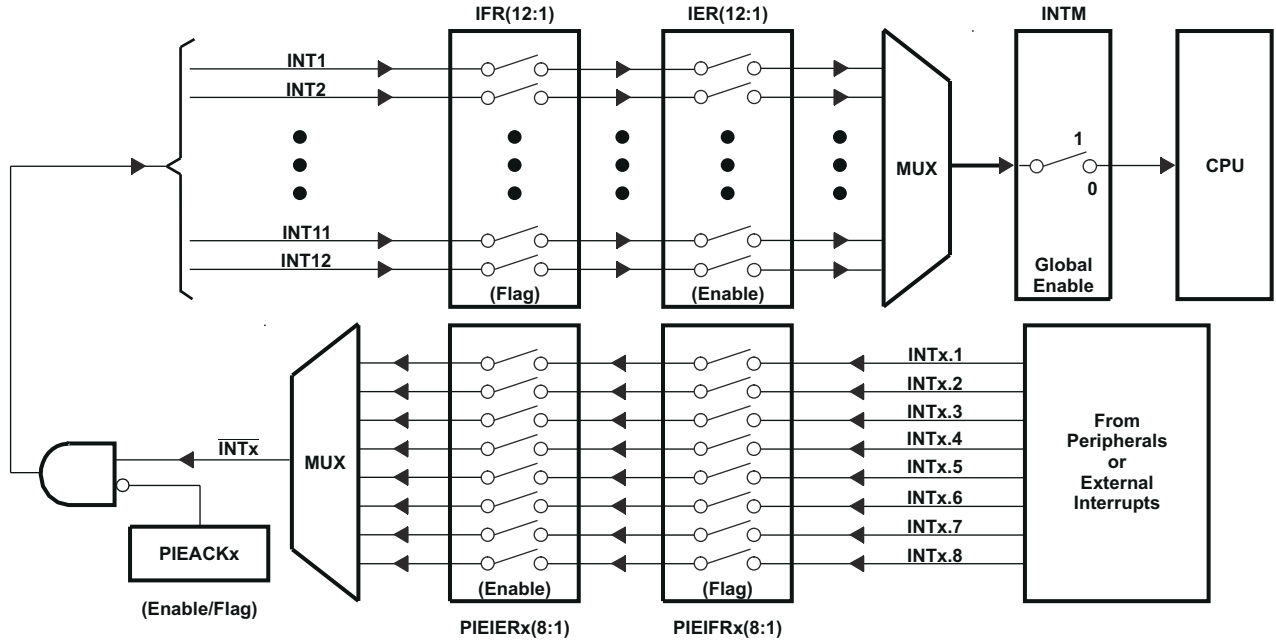 IFR(12:1)
IER(12:1)
INTM
INT1
INT2
INT11
INT12
(Flag)
(Enable)
MUX
1
0
Global
Enable
CPU
INTx.1
INTx.2
INTx.3
INTx.4
INTx.5
INTx.6
INTx.7
INTx.8
From
Peripherals
or
External
Interrupts
INTx
MUX
PIEACKx
(Enable/Flag)
(Enable)
(Flag)
PIEIERx(8:1)
PIEIFRx(8:1)